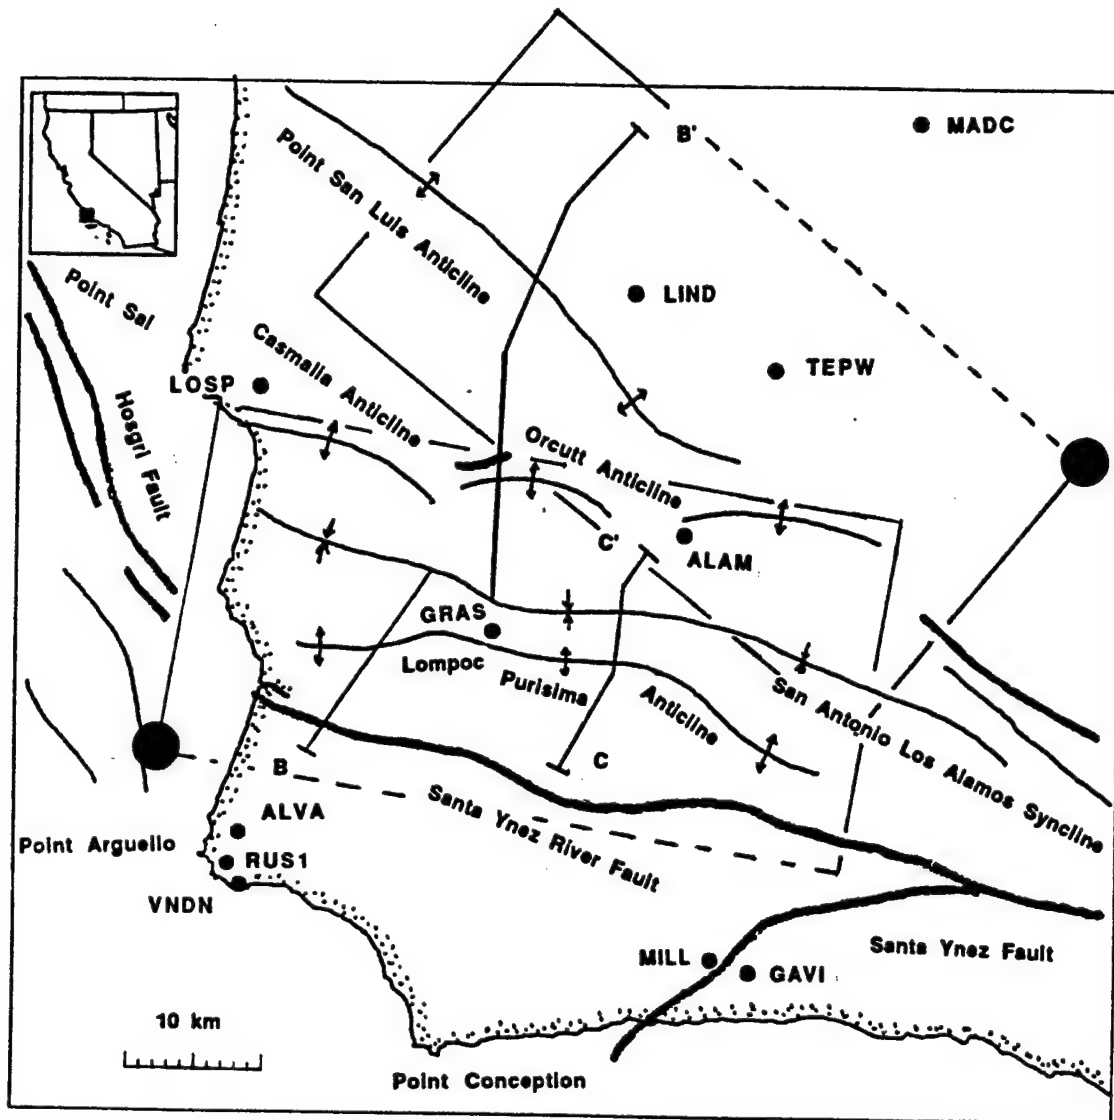 B'
MADC
Point San Luis Anticline
LIND
Point Sal
TEPW
Casmalia Anticline
LOSP
Hosgri Fault
Orcutt Anticline
C'
ALAM
GRAS
Lompoc Purisima Anticline
San Antonio Los Alamos Syncline
B
C
Santa Ynez River Fault
ALVA
Point Arguello
RUS1
VNDN
Santa Ynez Fault
MILL
GAVI
10 km
Point Conception